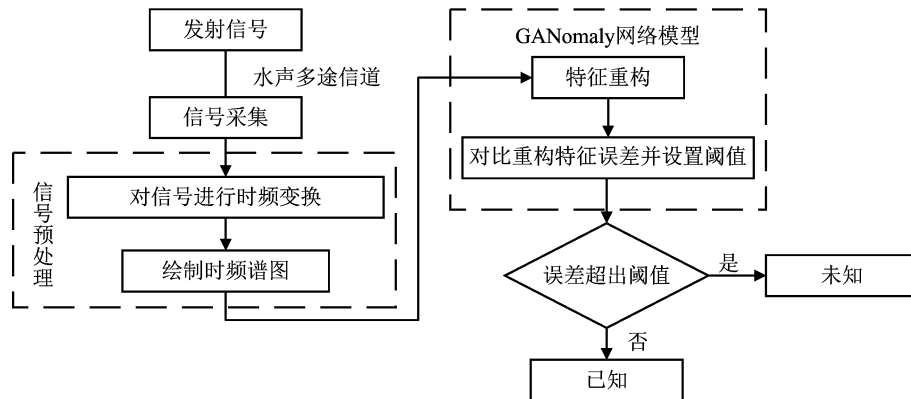 发射信号
水声多途信道
信号采集
信号预处理
对信号进行时频变换
绘制时频谱图
GANomaly网络模型
特征重构
对比重构特征误差并设置阈值
误差超出阈值
是
未知
否
已知